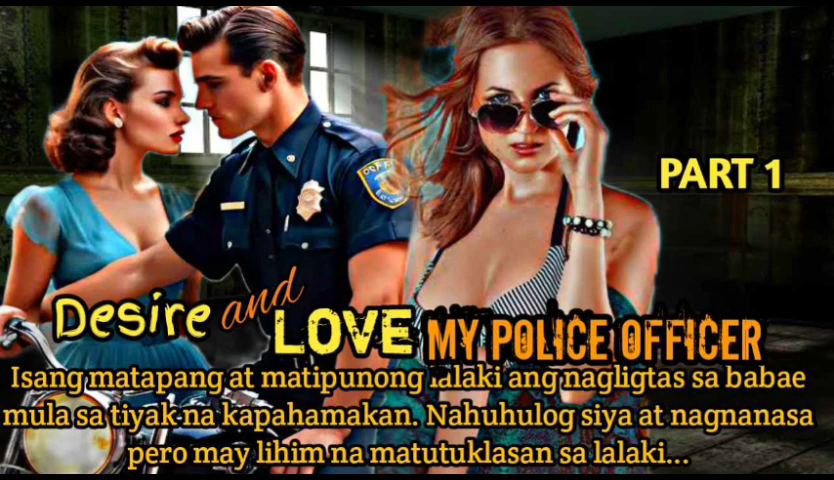 PART 1
Desire and LOVE MY POLICE OFFICER
Isang matapang at matipunong lalaki ang nagligtas sa babae
mula sa tiyak na kapahamakan. Nahuhulog siya at nagnanasa
pero may lihim na matutuklasan sa lalaki...